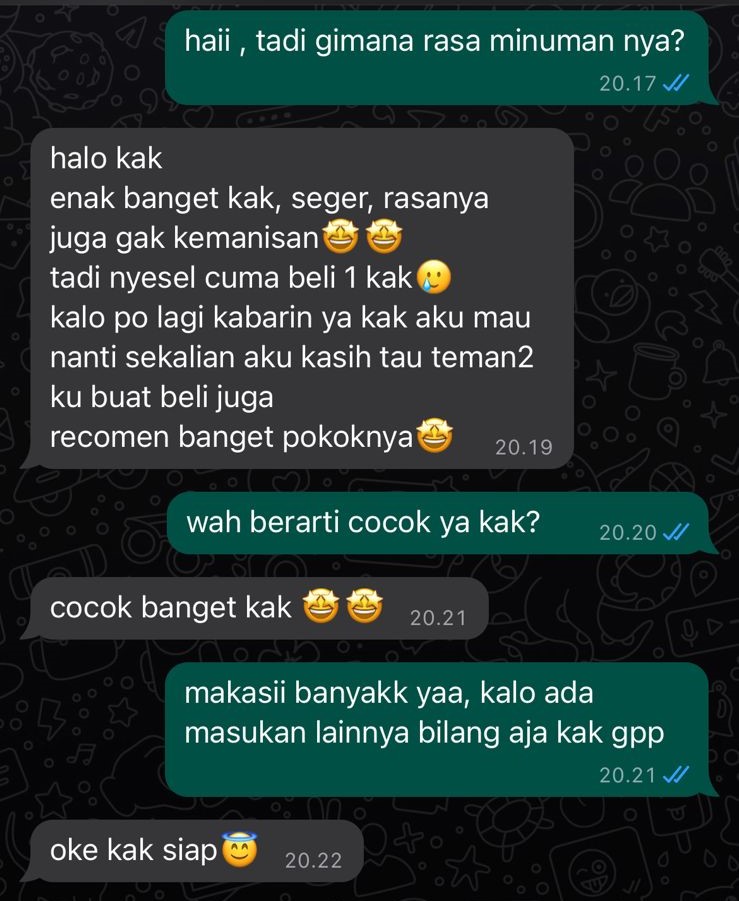 haii , tadi gimana rasa minuman nya?
20.17
halo kak
enak banget kak, seger, rasanya
juga gak kemanisan🤩🤩
tadi nyesel cuma beli 1 kak🥲
kalo po lagi kabarin ya kak aku mau
nanti sekalian aku kasih tau teman2
ku buat beli juga
recomen banget pokoknya🤩 20.19
wah berarti cocok ya kak? 20.20
cocok banget kak 🤩🤩 20.21
makasii banyakk yaa, kalo ada
masukan lainnya bilang aja kak gpp
20.21
oke kak siap😇 20.22